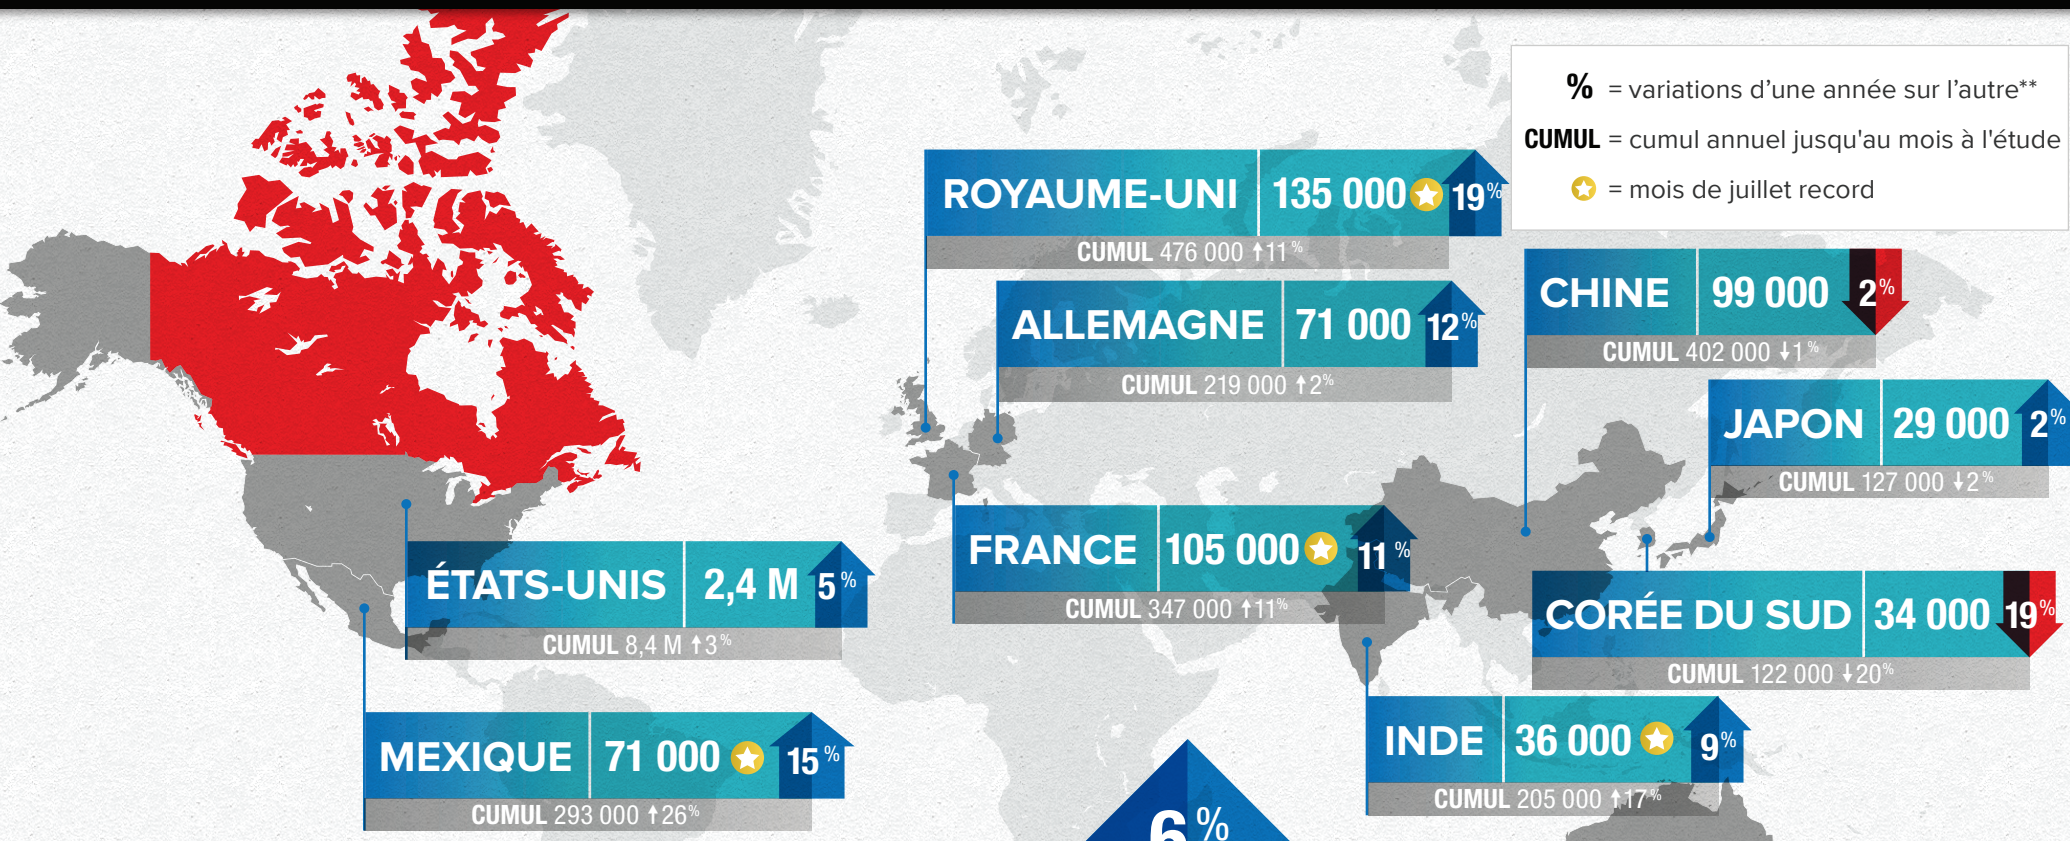 % = variations d'une année sur l'autre**
CUMUL = cumul annuel jusqu'au mois à l'étude
= mois de juillet record
ROYAUME-UNI 135 000 19%
CUMUL 476 000 ↑11%
ALLEMAGNE 71 000 12%
CUMUL 219 000 ↑2%
CHINE 99 000 2%
CUMUL 402 000 ↓1%
JAPON 29 000 2%
CUMUL 127 000 ↓2%
FRANCE 105 000 11%
CUMUL 347 000 ↑11%
ÉTATS-UNIS 2,4 M 5%
CUMUL 8,4 M ↑3%
CORÉE DU SUD 34 000 19%
CUMUL 122 000 ↓20%
MEXIQUE 71 000 15%
CUMUL 293 000 ↑26%
INDE 36 000 9%
CUMUL 205 000 ↑17%
6%